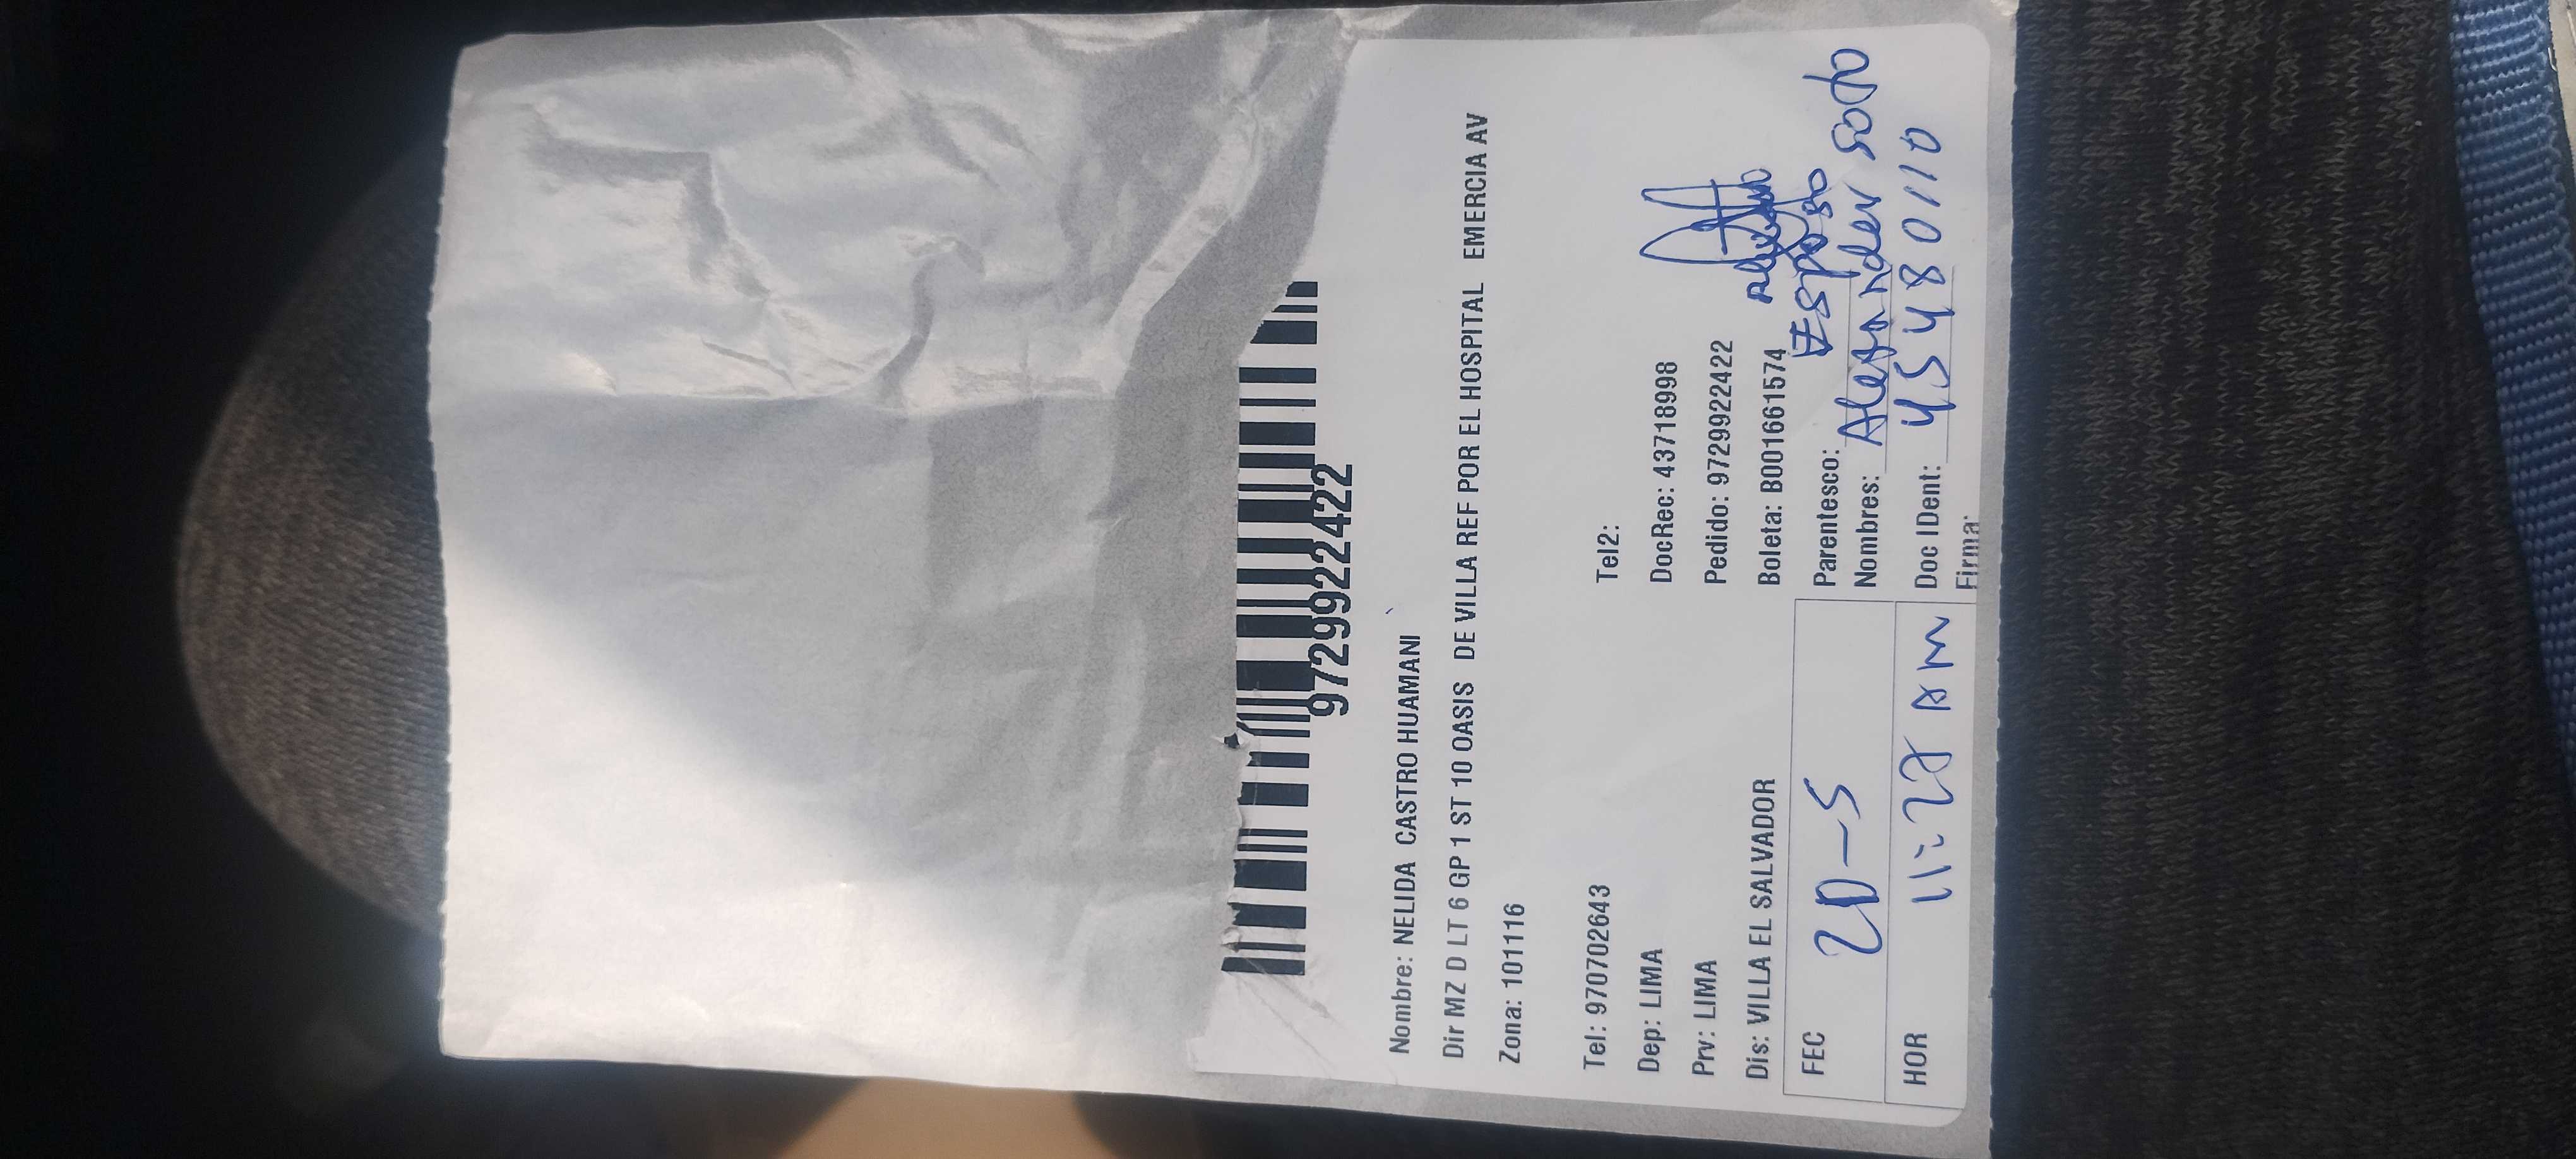 9729922422
Nombre: NELIDA CASTRO HUAMANI
Dir MZ D LT 6 GP 1 ST 10 OASIS DE VILLA REF POR EL HOSPITAL EMERCIA AV
Zona: 101116
Tel: 970702643 Tel2:
Dep: LIMA DocRec: 43718998
Prv: LIMA Pedido: 9729922422
Dis: VILLA EL SALVADOR Boleta: B001661574
FEC 20-5
HOR 11:28 AM
Parentesco: Esposo
Nombres: Alexander Soto
Doc IDent: 45480110
Firma: